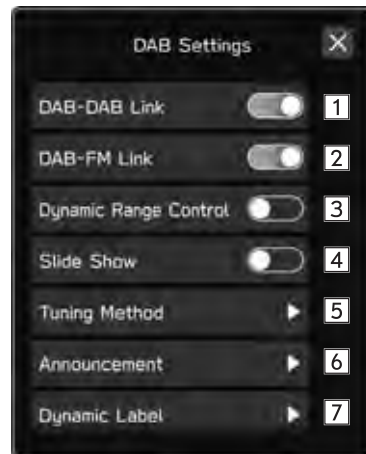 DAB Settings
DAB-DAB Link 1
DAB-FM Link 2
Dynamic Range Control 3
Slide Show 4
Tuning Method 5
Announcement 6
Dynamic Label 7